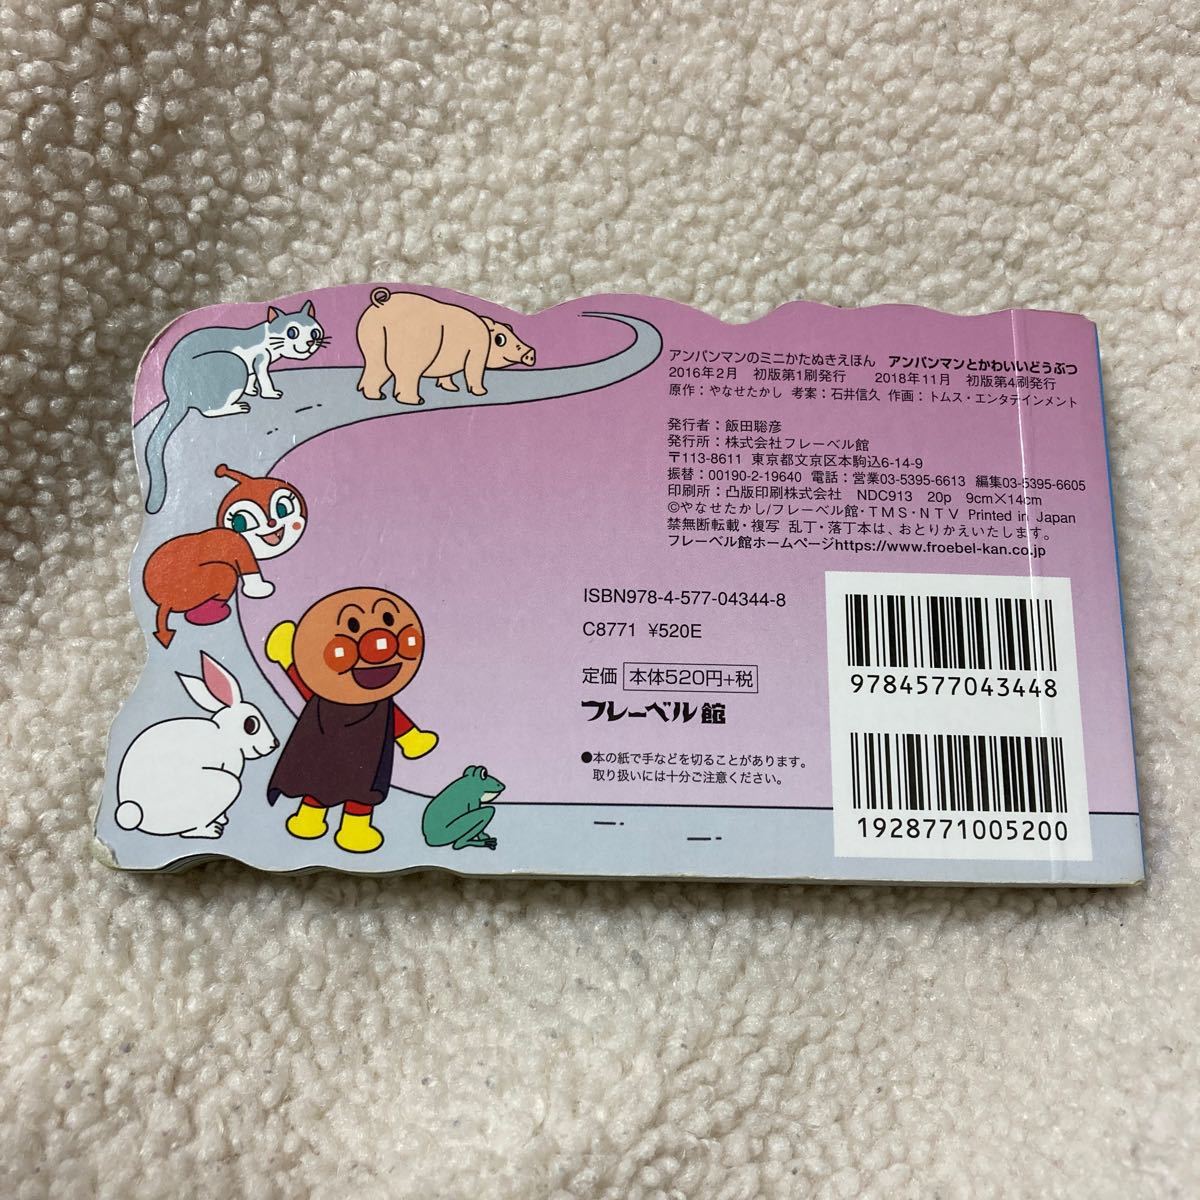 アンパンマンのミニかたぬきえほん　アンパンマンとかわいいどうぶつ
2016年2月　初版第1刷発行　　2018年11月　初版第4刷発行
原作：やなせたかし　考案：石井信久　作画：トムス・エンタテインメント
発行者：飯田聡彦
発行所：株式会社フレーベル館
〒113-8611　東京都文京区本駒込6-14-9
振替：00190-2-19640　電話：営業03-5395-6613　編集03-5395-6605
印刷所：凸版印刷株式会社　NDC913　20p　9cm×14cm
©やなせたかし/フレーベル館・TMS・NTV Printed in Japan
禁無断転載・複写 乱丁・落丁本は、おとりかえいたします。
フレーベル館ホームページhttps://www.froebel-kan.co.jp
ISBN978-4-577-04344-8
C8771 ¥520E
定価 本体520円+税
フレーベル館
●本の紙で手などを切ることがあります。
取り扱いには十分ご注意ください。
9784577043448
1928771005200